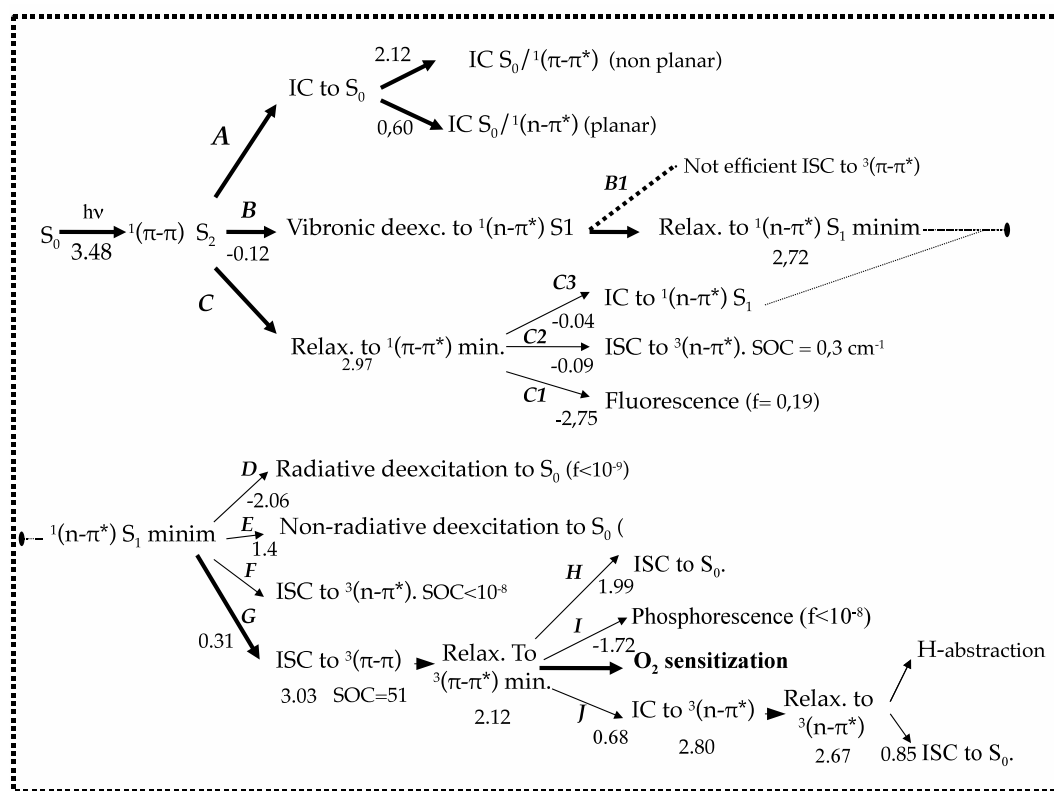 2.12
IC S₀/¹(π-π*) (non planar)
IC to S₀
0,60
IC S₀/¹(n-π*) (planar)
A
B1
Not efficient ISC to ³(π-π*)
hν
S₀
3.48
¹(π-π) S₂
B
-0.12
Vibronic deexc. to ¹(n-π*) S1
Relax. to ¹(n-π*) S₁ minim
2,72
C
C3
-0.04
IC to ¹(n-π*) S₁
Relax. to ¹(π-π*) min.
2.97
C2
-0.09
ISC to ³(n-π*). SOC = 0,3 cm⁻¹
C1
-2,75
Fluorescence (f= 0,19)
D
-2.06
Radiative deexcitation to S₀ (f<10⁻⁹)
¹(n-π*) S₁ minim
E
1.4
Non-radiative deexcitation to S₀ (
F
ISC to ³(n-π*). SOC<10⁻⁸
G
0.31
ISC to ³(π-π)
3.03 SOC=51
Relax. To
³(π-π*) min.
2.12
H
1.99
ISC to S₀.
I
-1.72
Phosphorescence (f<10⁻⁸)
O₂ sensitization
J
0.68
IC to ³(n-π*)
2.80
Relax. to
³(n-π*)
2.67
H-abstraction
0.85 ISC to S₀.